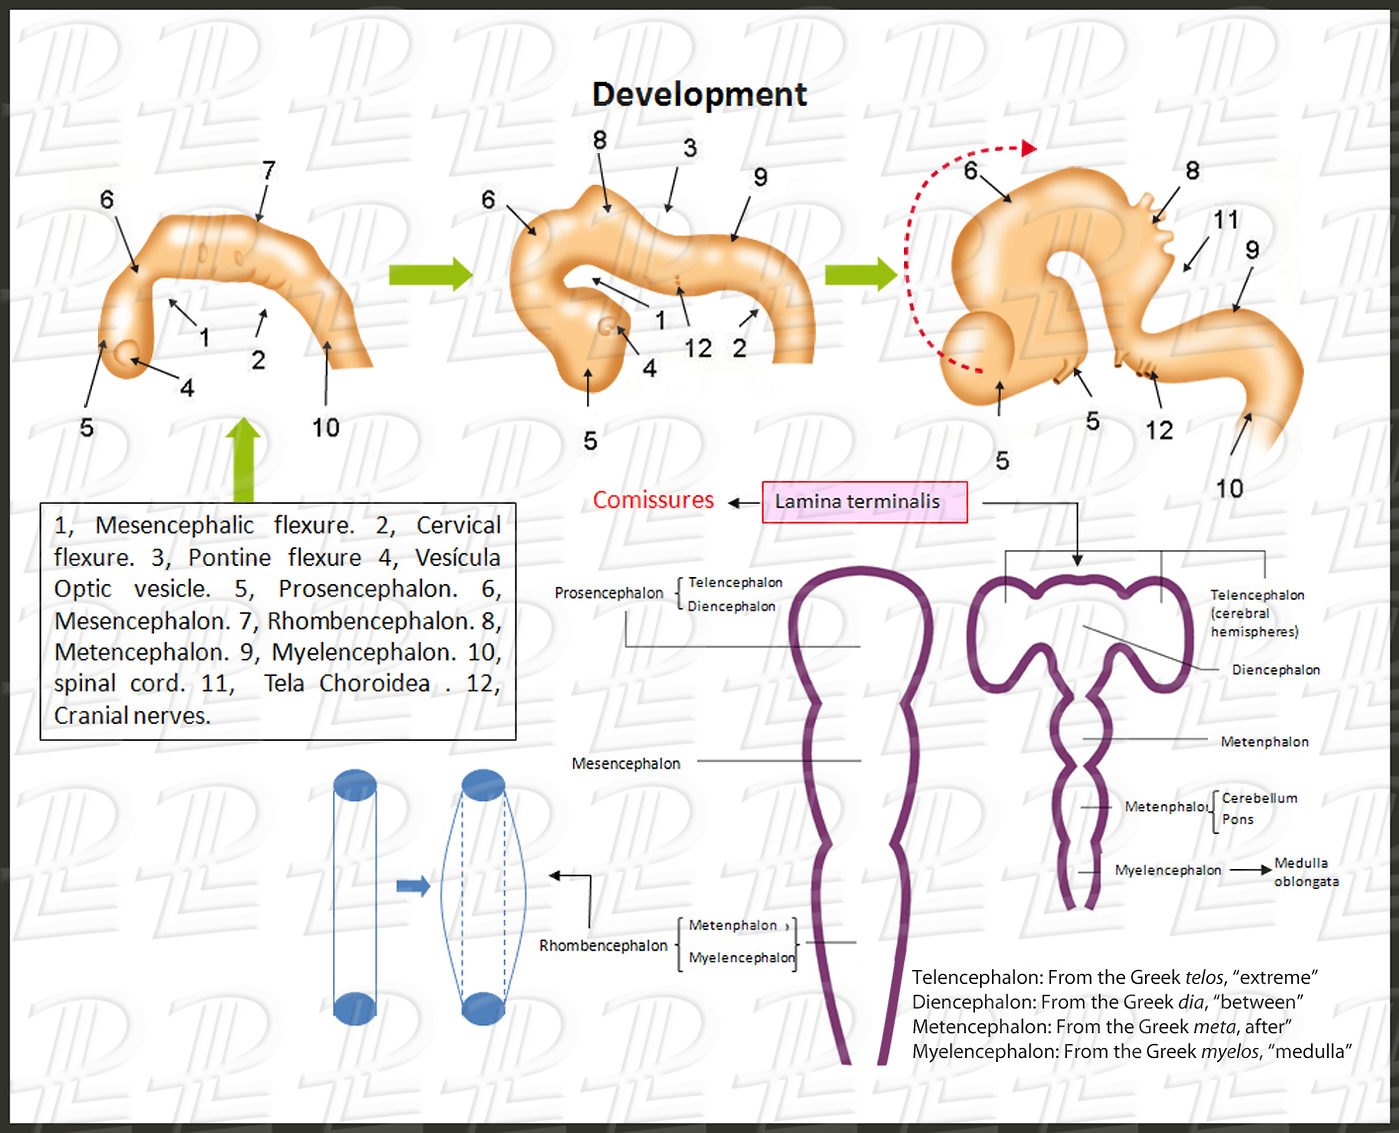 Development
6
7
1
2
4
5
10
8
3
9
6
1
12
2
4
5
6
8
11
9
5
12
5
10
1, Mesencephalic flexure. 2, Cervical
flexure. 3, Pontine flexure 4, Vesícula
Optic vesicle. 5, Prosencephalon. 6,
Mesencephalon. 7, Rhombencephalon. 8,
Metencephalon. 9, Myelencephalon. 10,
spinal cord. 11, Tela Choroidea . 12,
Cranial nerves.
Comissures
Lamina terminalis
Prosencephalon
Telencephalon
Diencephalon
Mesencephalon
Rhombencephalon
Metenphalon
Myelencephalon
Telencephalon
(cerebral
hemispheres)
Diencephalon
Metenphalon
Metenphalon
Cerebellum
Pons
Myelencephalon
Medulla
oblongata
Telencephalon: From the Greek telos, “extreme”
Diencephalon: From the Greek dia, “between”
Metencephalon: From the Greek meta, after”
Myelencephalon: From the Greek myelos, “medulla”